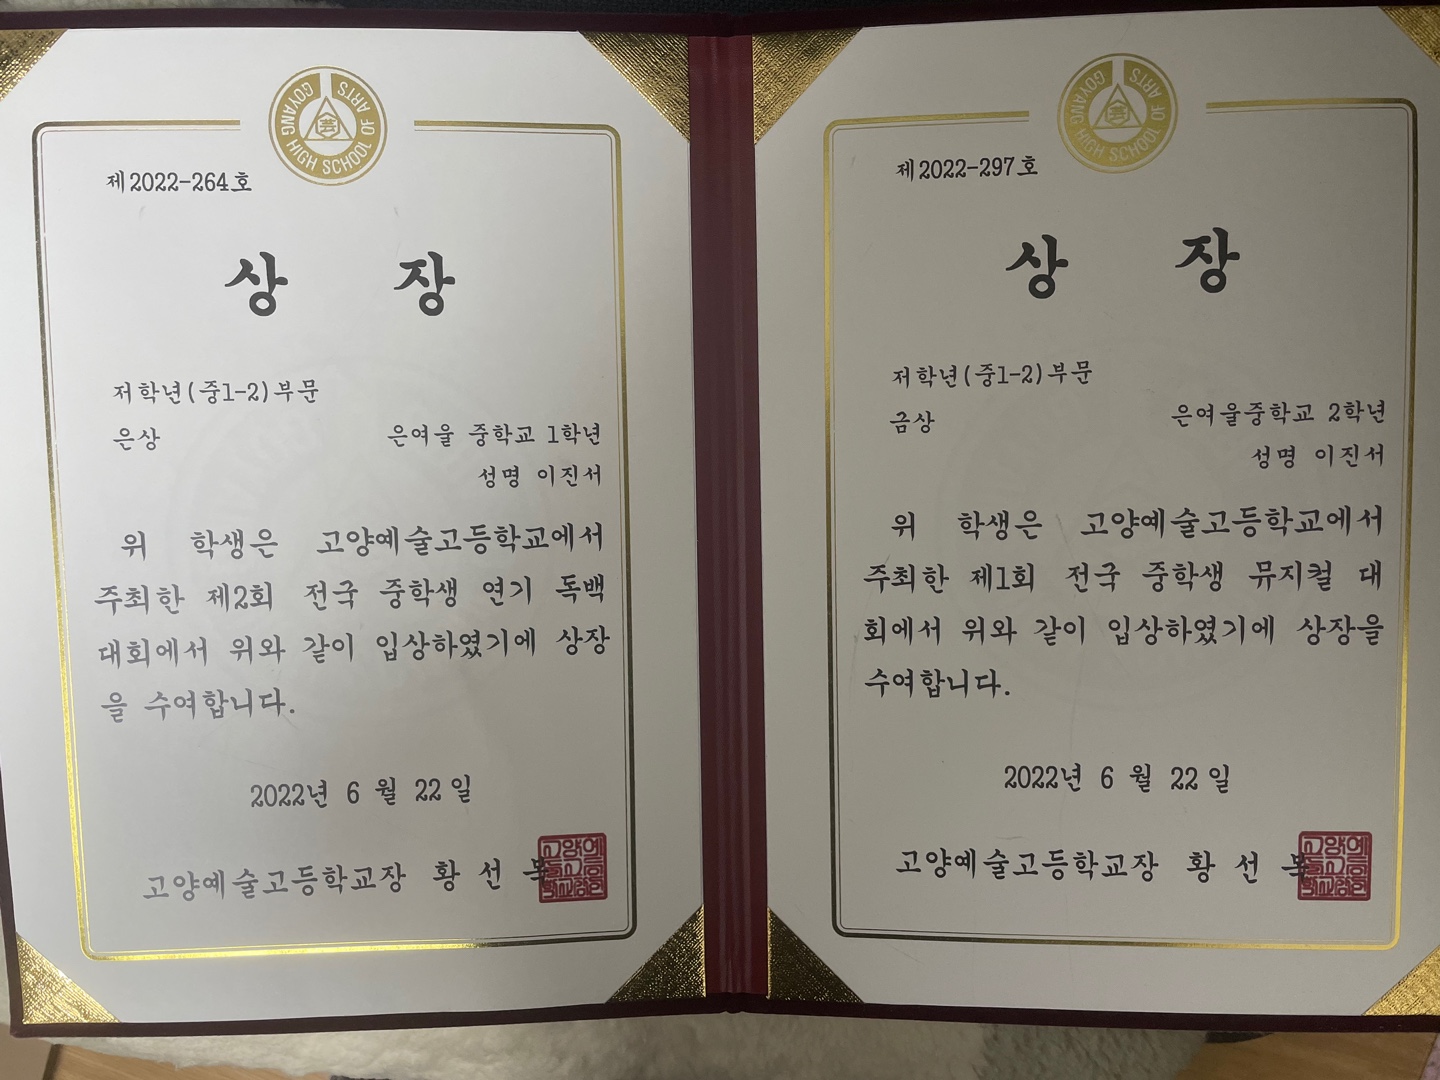 GOYANG HIGH SCHOOL OF ARTS
제2022-264호
상 장
저학년(중1-2)부문
은상
은여울 중학교 1학년
성명 이진서
위 학생은 고양예술고등학교에서
주최한 제2회 전국 중학생 연기 독백
대회에서 위와 같이 입상하였기에 상장
을 수여합니다.
2022년 6 월 22 일
고양예술고등학교장 황 선
GOYANG HIGH SCHOOL OF ARTS
제2022-297호
상 장
저학년(중1-2)부문
금상
은여울중학교 2학년
성명 이진서
위 학생은 고양예술고등학교에서
주최한 제1회 전국 중학생 뮤지컬 대
회에서 위와 같이 입상하였기에 상장을
수여합니다.
2022년 6 월 22 일
고양예술고등학교장 황 선